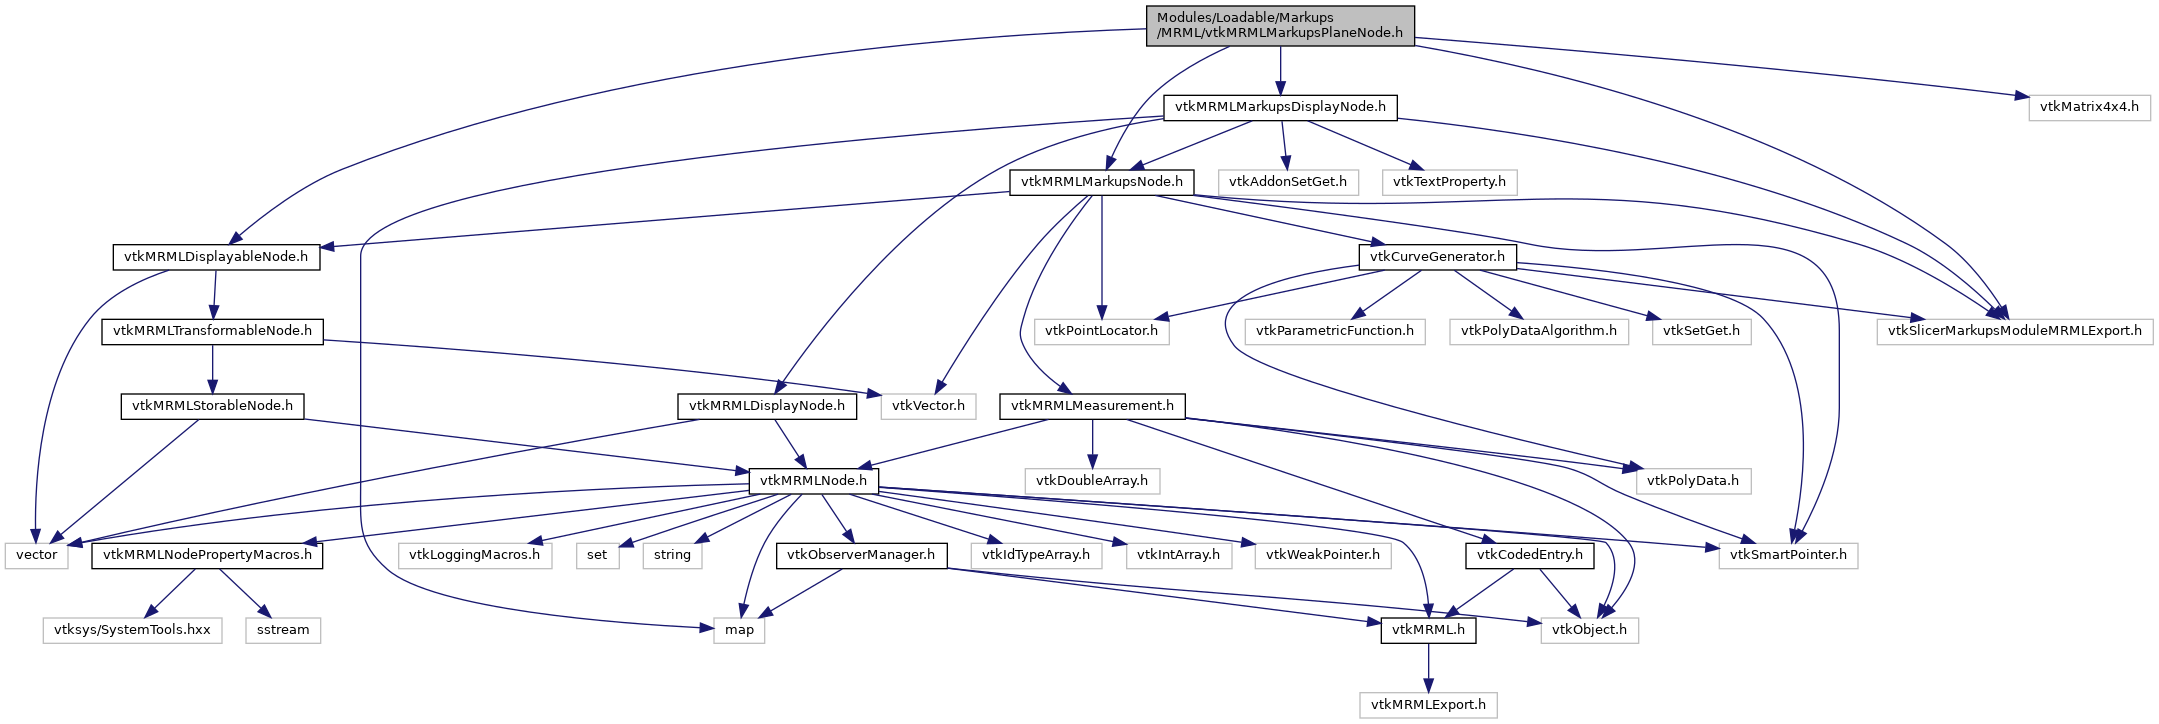 Modules/Loadable/Markups
/MRML/vtkMRMLMarkupsPlaneNode.h
vtkMRMLMarkupsDisplayNode.h
vtkMatrix4x4.h
vtkMRMLMarkupsNode.h
vtkAddonSetGet.h
vtkTextProperty.h
vtkMRMLDisplayableNode.h
vtkCurveGenerator.h
vtkMRMLTransformableNode.h
vtkPointLocator.h
vtkParametricFunction.h
vtkPolyDataAlgorithm.h
vtkSetGet.h
vtkSlicerMarkupsModuleMRMLExport.h
vtkMRMLStorableNode.h
vtkMRMLDisplayNode.h
vtkVector.h
vtkMRMLMeasurement.h
vtkMRMLNode.h
vtkDoubleArray.h
vtkPolyData.h
vector
vtkMRMLNodePropertyMacros.h
vtkLoggingMacros.h
set
string
vtkObserverManager.h
vtkIdTypeArray.h
vtkIntArray.h
vtkWeakPointer.h
vtkCodedEntry.h
vtkSmartPointer.h
vtksys/SystemTools.hxx
sstream
map
vtkMRML.h
vtkObject.h
vtkMRMLExport.h